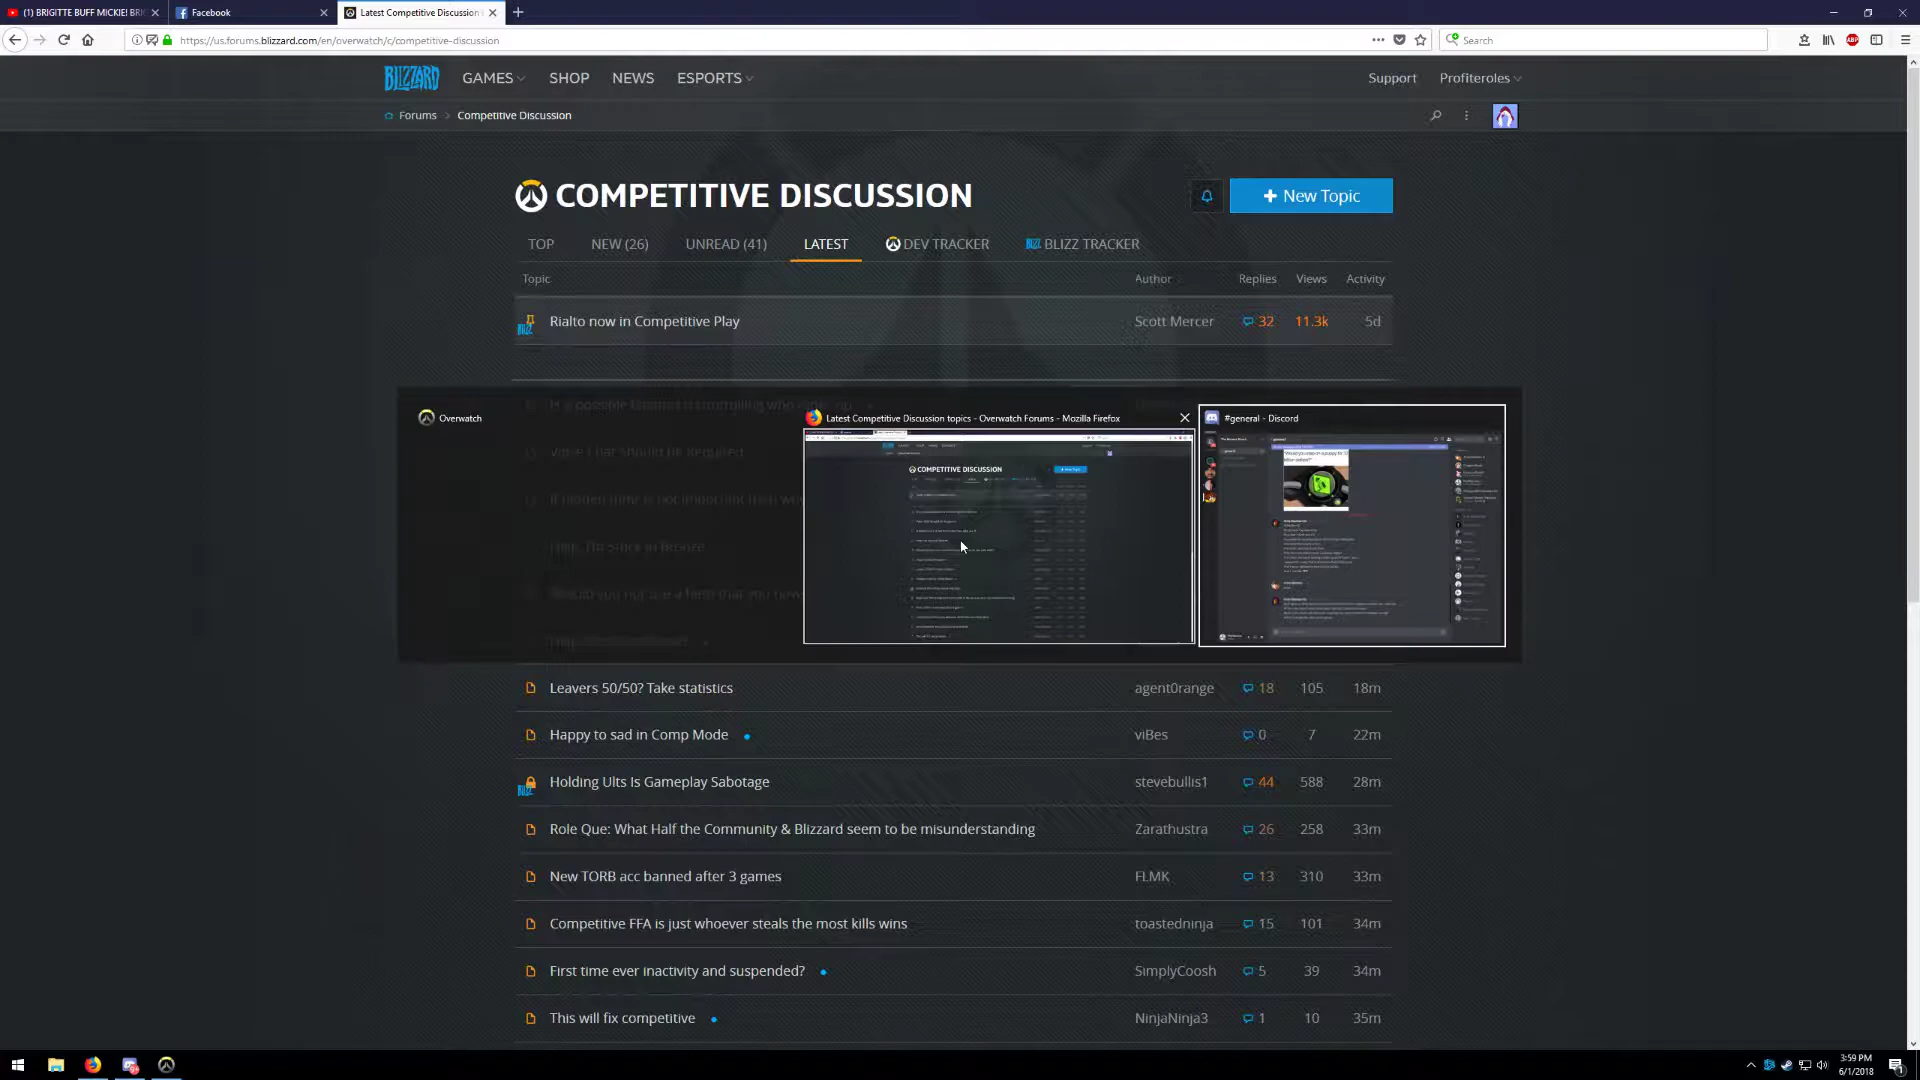 (1) BRIGITTE BUFF MICKIE! BRI
Facebook
Latest Competitive Discussion
https://us.forums.blizzard.com/en/overwatch/c/competitive-discussion
Search
BLIZZARD
GAMES
SHOP
NEWS
ESPORTS
Support
Profiteroles
Forums
Competitive Discussion
COMPETITIVE DISCUSSION
+ New Topic
TOP
NEW (26)
UNREAD (41)
LATEST
DEV TRACKER
BLIZZ TRACKER
Topic Author Replies Views Activity
Rialto now in Competitive Play Scott Mercer 32 11.3k 5d
Overwatch
Latest Competitive Discussion topics - Overwatch Forums - Mozilla Firefox
#general - Discord
COMPETITIVE DISCUSSION
Help, I'm Stuck in Bronze
Leavers 50/50? Take statistics agent0range 18 105 18m
Happy to sad in Comp Mode viBes 0 7 22m
Holding Ults Is Gameplay Sabotage stevebullis1 44 588 28m
Role Que: What Half the Community & Blizzard seem to be misunderstanding Zarathustra 26 258 33m
New TORB acc banned after 3 games FLMK 13 310 33m
Competitive FFA is just whoever steals the most kills wins toastedninja 15 101 34m
First time ever inactivity and suspended? SimplyCoosh 5 39 34m
This will fix competitive NinjaNinja3 1 10 35m
3:59 PM
6/1/2018